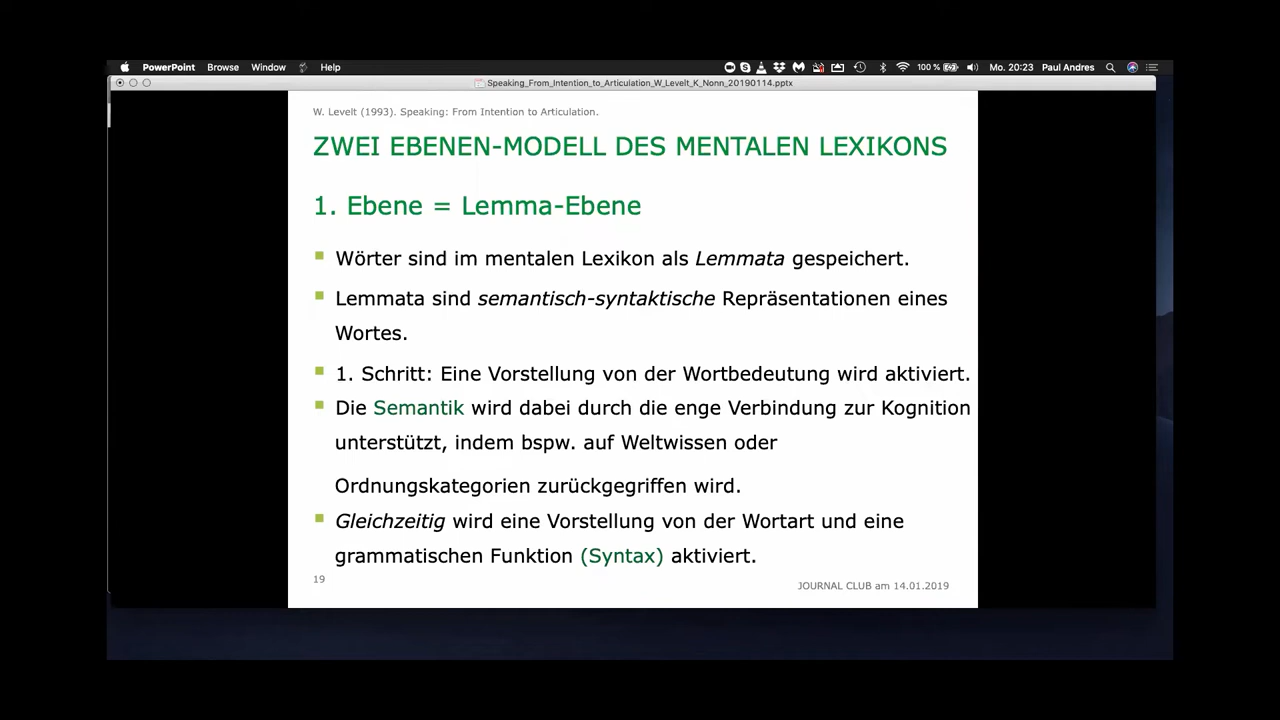 PowerPoint Browse Window Help 100 % Mo. 20:23 Paul Andres
Speaking_From_Intention_to_Articulation_W_Levelt_K_Nonn_20190114.pptx
W. Levelt (1993). Speaking: From Intention to Articulation.
ZWEI EBENEN-MODELL DES MENTALEN LEXIKONS
1. Ebene = Lemma-Ebene
Wörter sind im mentalen Lexikon als Lemmata gespeichert.
Lemmata sind semantisch-syntaktische Repräsentationen eines
Wortes.
1. Schritt: Eine Vorstellung von der Wortbedeutung wird aktiviert.
Die Semantik wird dabei durch die enge Verbindung zur Kognition
unterstützt, indem bspw. auf Weltwissen oder
Ordnungskategorien zurückgegriffen wird.
Gleichzeitig wird eine Vorstellung von der Wortart und eine
grammatischen Funktion (Syntax) aktiviert.
19
JOURNAL CLUB am 14.01.2019